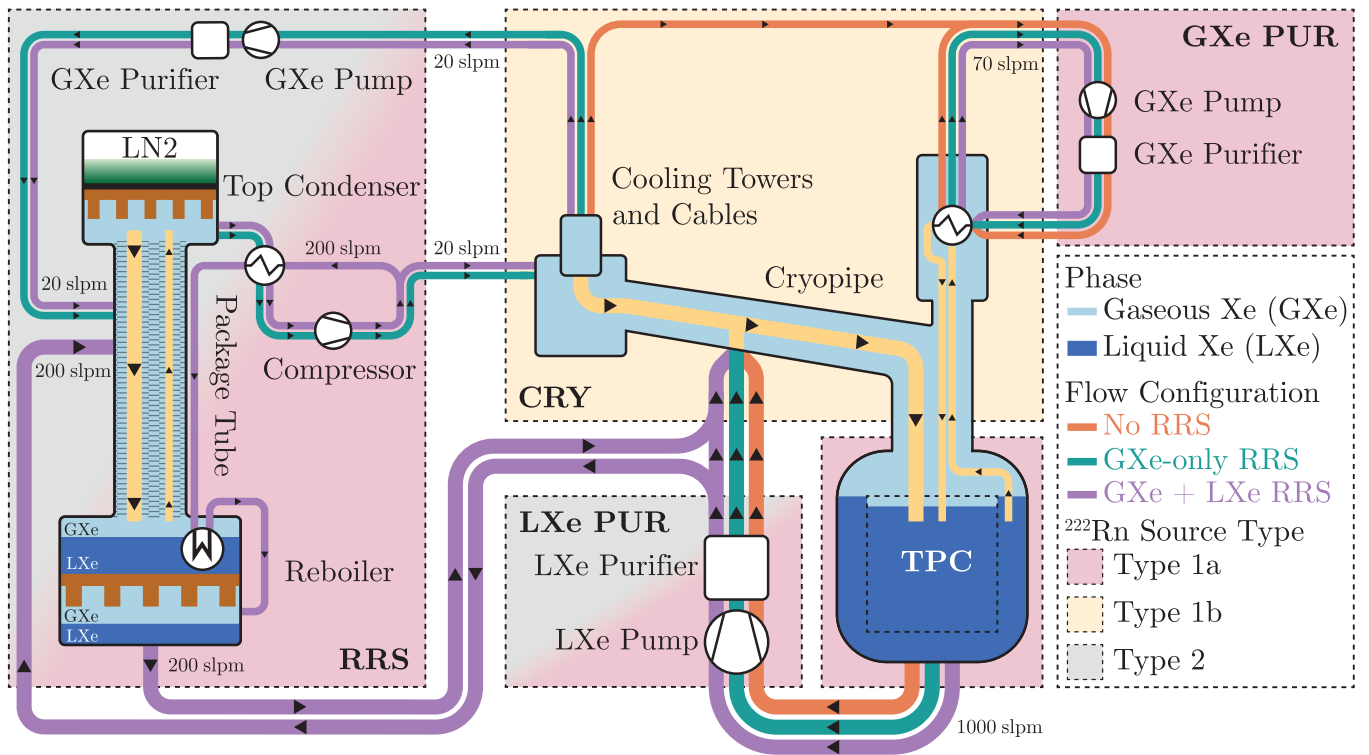 GXe Purifier
GXe Pump
20 slpm
70 slpm
GXe PUR
GXe Pump
GXe Purifier
LN2
Top Condenser
Cooling Towers
and Cables
200 slpm
20 slpm
20 slpm
Cryopipe
Package Tube
Compressor
200 slpm
CRY
Phase
Gaseous Xe (GXe)
Liquid Xe (LXe)
Flow Configuration
No RRS
GXe-only RRS
GXe + LXe RRS
222Rn Source Type
Type 1a
Type 1b
Type 2
GXe
LXe
Reboiler
GXe
LXe
200 slpm
RRS
LXe PUR
LXe Purifier
LXe Pump
TPC
1000 slpm